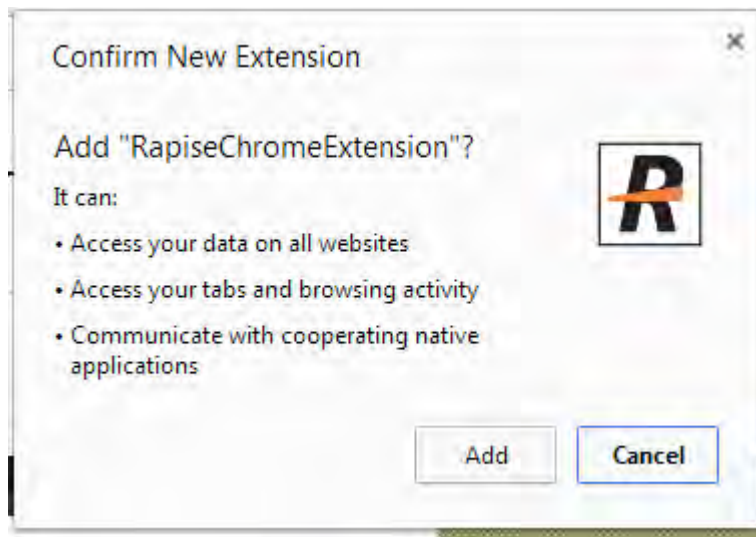 Confirm New Extension
Add "RapiseChromeExtension"?
It can:
• Access your data on all websites
• Access your tabs and browsing activity
• Communicate with cooperating native
applications
R
Add
Cancel